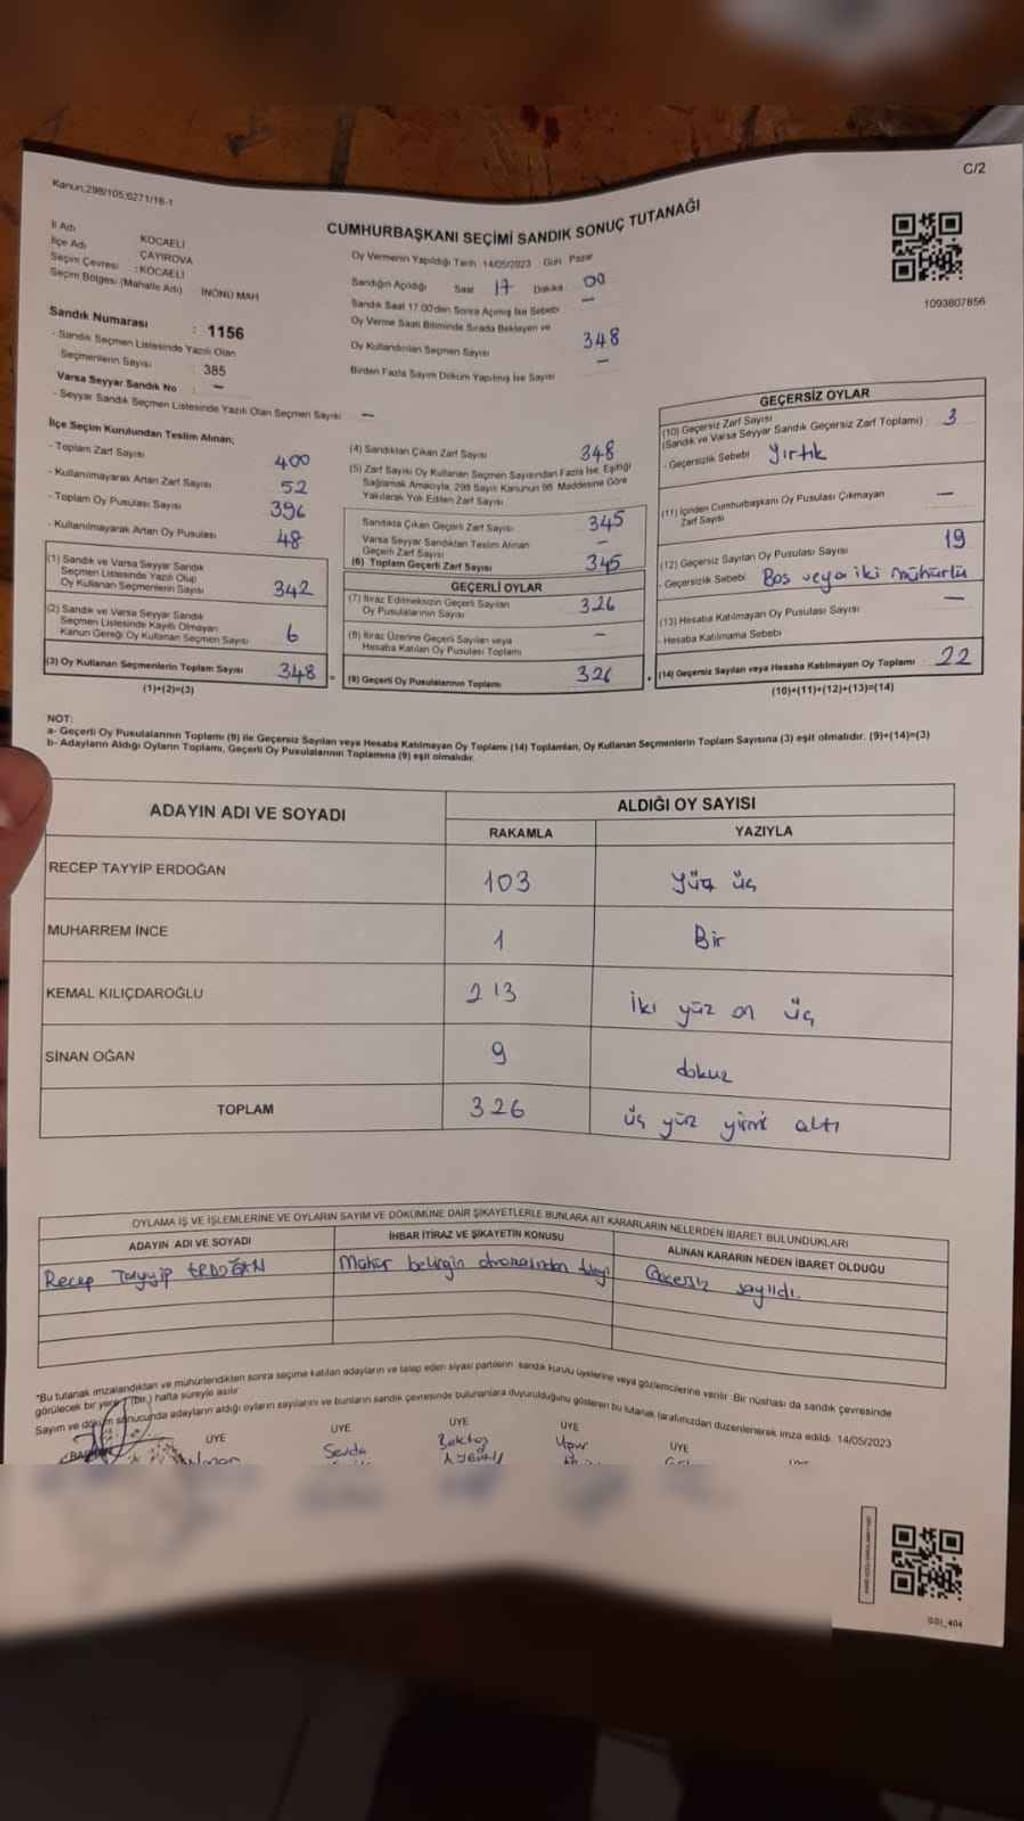 Kanun;298/105;6271/16-1
C/2
CUMHURBAŞKANI SEÇİMİ SANDIK SONUÇ TUTANAĞI
İl Adı KOCAELİ
İlçe Adı ÇAYIROVA
Seçim Çevresi :KOCAELİ
Seçim Bölgesi (Mahalle Adı) İNÖNÜ MAH
Sandık Numarası : 1156
- Sandık Seçmen Listesinde Yazılı Olan
Seçmenlerin Sayısı 385
Varsa Seyyar Sandık No : —
- Seyyar Sandık Seçmen Listesinde Yazılı Olan Seçmen Sayısı —
Oy Vermenin Yapıldığı Tarih 14/05/2023 Gün Pazar
Sandığın Açıldığı Saat 17 Dakika 00
Sandık Saat 17.00'den Sonra Açılmış İse Sebebi —
Oy Verme Saati Bitiminde Sırada Bekleyen ve
Oy Kullandırılan Seçmen Sayısı 348
Birden Fazla Sayım Döküm Yapılmış İse Sayısı —
1093807856
İlçe Seçim Kurulundan Teslim Alınan;
- Toplam Zarf Sayısı 400
- Kullanılmayarak Artan Zarf Sayısı 52
- Toplam Oy Pusulası Sayısı 396
- Kullanılmayarak Artan Oy Pusulası 48
(1) Sandık ve Varsa Seyyar Sandık
Seçmen Listesinde Yazılı Olup
Oy Kullanan Seçmenlerin Sayısı 342
(2) Sandık ve Varsa Seyyar Sandık
Seçmen Listesinde Kayıtlı Olmayan
Kanun Gereği Oy Kullanan Seçmen Sayısı 6
(3) Oy Kullanan Seçmenlerin Toplam Sayısı 348
(1)+(2)=(3)
(4) Sandıktan Çıkan Zarf Sayısı 348
(5) Zarf Sayısı Oy Kullanan Seçmen Sayısından Fazla İse, Eşitliği
Sağlamak Amacıyla, 298 Sayılı Kanunun 98. Maddesine Göre
Yakılarak Yok Edilen Zarf Sayısı
Sandıkta Çıkan Geçerli Zarf Sayısı 345
Varsa Seyyar Sandıktan Teslim Alınan
Geçerli Zarf Sayısı —
(6) Toplam Geçerli Zarf Sayısı 345
GEÇERLİ OYLAR
(7) İtiraz Edilmeksizin Geçerli Sayılan
Oy Pusulalarının Sayısı 326
(8) İtiraz Üzerine Geçerli Sayılan veya
Hesaba Katılan Oy Pusulası Toplamı —
(9) Geçerli Oy Pusulalarının Toplamı 326
GEÇERSİZ OYLAR
(10) Geçersiz Zarf Sayısı
(Sandık ve Varsa Seyyar Sandık Geçersiz Zarf Toplamı) 3
- Geçersizlik Sebebi Yırtık
(11) İçinden Cumhurbaşkanı Oy Pusulası Çıkmayan
Zarf Sayısı —
(12) Geçersiz Sayılan Oy Pusulası Sayısı 19
- Geçersizlik Sebebi Boş veya iki mühürlü
(13) Hesaba Katılmayan Oy Pusulası Sayısı —
- Hesaba Katılmama Sebebi
(14) Geçersiz Sayılan veya Hesaba Katılmayan Oy Toplamı 22
(10)+(11)+(12)+(13)=(14)
NOT:
a- Geçerli Oy Pusulalarının Toplamı (9) ile Geçersiz Sayılan veya Hesaba Katılmayan Oy Toplamı (14) Toplamları, Oy Kullanan Seçmenlerin Toplam Sayısına (3) eşit olmalıdır. (9)+(14)=(3)
b- Adayların Aldığı Oyların Toplamı, Geçerli Oy Pusulalarının Toplamına (9) eşit olmalıdır.
ADAYIN ADI VE SOYADI ALDIĞI OY SAYISI
RAKAMLA YAZIYLA
RECEP TAYYİP ERDOĞAN 103 Yüz üç
MUHARREM İNCE 1 Bir
KEMAL KILIÇDAROĞLU 213 İki yüz on üç
SİNAN OĞAN 9 dokuz
TOPLAM 326 üç yüz yirmi altı
OYLAMA İŞ VE İŞLEMLERİNE VE OYLARIN SAYIM VE DÖKÜMÜNE DAİR ŞİKAYETLERLE BUNLARA AİT KARARLARIN NELERDEN İBARET BULUNDUKLARI
ADAYIN ADI VE SOYADI İHBAR İTİRAZ VE ŞİKAYETİN KONUSU ALINAN KARARIN NEDEN İBARET OLDUĞU
Recep Tayyip ERDOĞAN Mühür belirgin olmasından sayıldı.
"Bu tutanak imzalandıktan ve mühürlendikten sonra seçime katılan adayların ve talep eden siyasi partilerin sandık kurulu üyelerine veya gözlemcilerine verilir. Bir nüshası da sandık çevresinde
görülecek bir yere 1 (bir) hafta süreyle asılır
Sayım ve döküm sonucunda adayların aldığı oyların sayılarını ve bunların sandık çevresinde bulunanlara duyurulduğunu gösteren bu tutanak tarafımızdan düzenlenerek imza edildi. 14/05/2023
ÜYE ÜYE ÜYE ÜYE ÜYE
Sevda